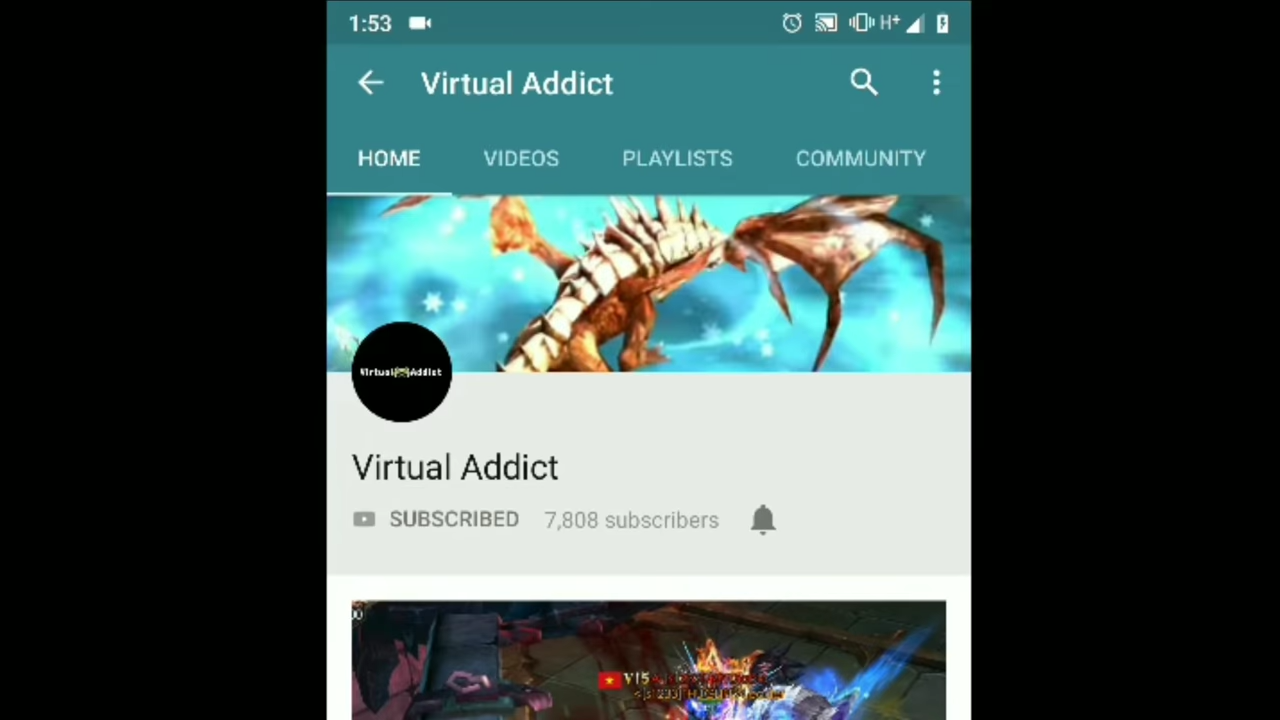 1:53 H+
Virtual Addict
HOME VIDEOS PLAYLISTS COMMUNITY
Virtual Addict
Virtual Addict
SUBSCRIBED 7,808 subscribers